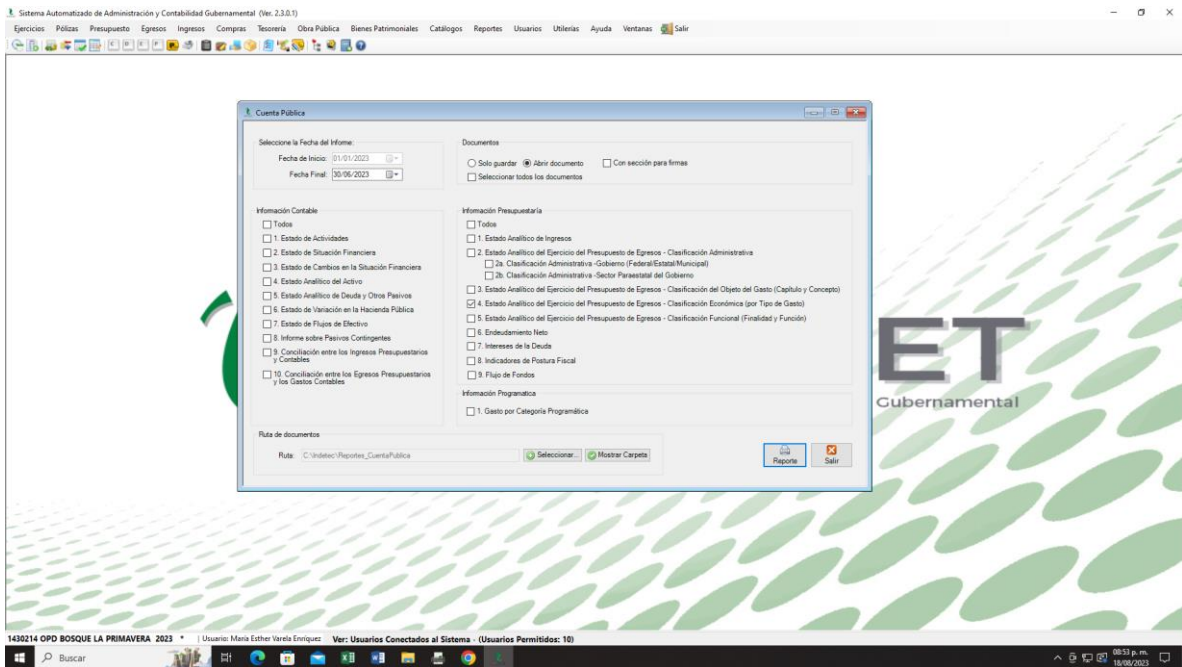 Sistema Automatizado de Administración y Contabilidad Gubernamental (Ver. 2.3.0.1)
Ejercicios Pólizas Presupuesto Egresos Ingresos Compras Tesorería Obra Pública Bienes Patrimoniales Catálogos Reportes Usuarios Utilerías Ayuda Ventanas Salir
Cuenta Pública
Seleccione la Fecha del Informe:
Fecha de Inicio: 01/01/2023
Fecha Final: 30/06/2023
Documentos
Solo guardar Abrir documento Con sección para firmas
Seleccionar todos los documentos
Información Contable
Todos
1. Estado de Actividades
2. Estado de Situación Financiera
3. Estado de Cambios en la Situación Financiera
4. Estado Analítico del Activo
5. Estado Analítico de Deuda y Otros Pasivos
6. Estado de Variación en la Hacienda Pública
7. Estado de Flujos de Efectivo
8. Informe sobre Pasivos Contingentes
9. Conciliación entre los Ingresos Presupuestarios
y Contables
10. Conciliación entre los Egresos Presupuestarios
y los Gastos Contables
Información Presupuestaría
Todos
1. Estado Analítico de Ingresos
2. Estado Analítico del Ejercicio del Presupuesto de Egresos - Clasificación Administrativa
2a. Clasificación Administrativa -Gobierno (Federal/Estatal/Municipal)
2b. Clasificación Administrativa -Sector Paraestatal del Gobierno
3. Estado Analítico del Ejercicio del Presupuesto de Egresos - Clasificación del Objeto del Gasto (Capítulo y Concepto)
4. Estado Analítico del Ejercicio del Presupuesto de Egresos - Clasificación Económica (por Tipo de Gasto)
5. Estado Analítico del Ejercicio del Presupuesto de Egresos - Clasificación Funcional (Finalidad y Función)
6. Endeudamiento Neto
7. Intereses de la Deuda
8. Indicadores de Postura Fiscal
9. Flujo de Fondos
Información Programatica
1. Gasto por Categoría Programática
Ruta de documentos
Ruta: C:\Indetec\Reportes_CuentaPublica Seleccionar... Mostrar Carpeta
Reporte Salir
ET
Gubernamental
1430214 OPD BOSQUE LA PRIMAVERA 2023 * | Usuario: María Esther Varela Enríquez Ver: Usuarios Conectados al Sistema - (Usuarios Permitidos: 10)
Buscar
08:53 p. m.
18/08/2023